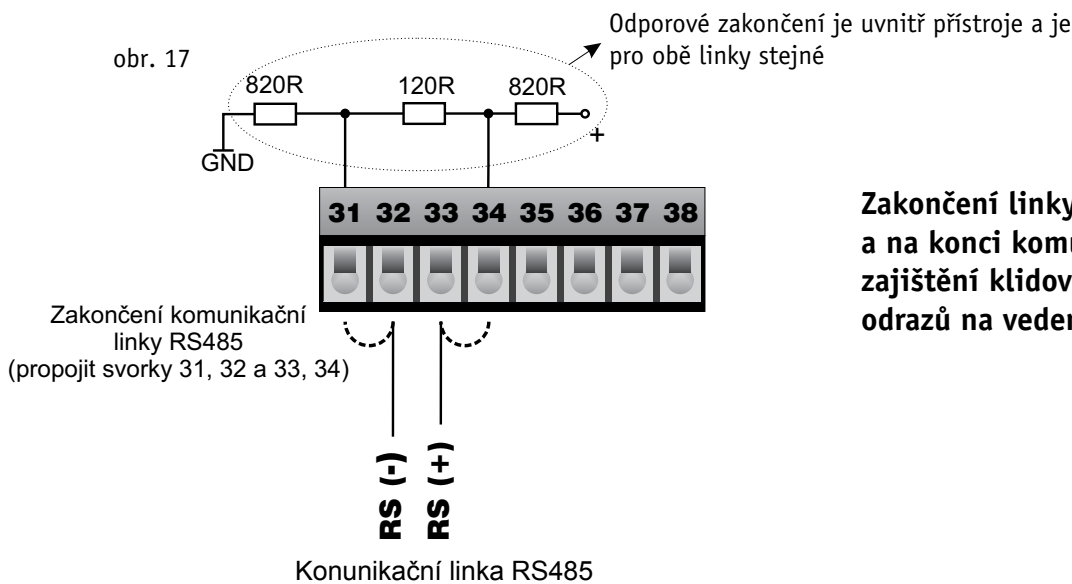 obr. 17
Odporové zakončení je uvnitř přístroje a je
pro obě linky stejné
820R 120R 820R
+
GND
31 32 33 34 35 36 37 38
Zakončení linky
a na konci komu
zajištění klidov
odrazů na veden
Zakončení komunikační
linky RS485
(propojit svorky 31, 32 a 33, 34)
RS (-)
RS (+)
Konunikační linka RS485